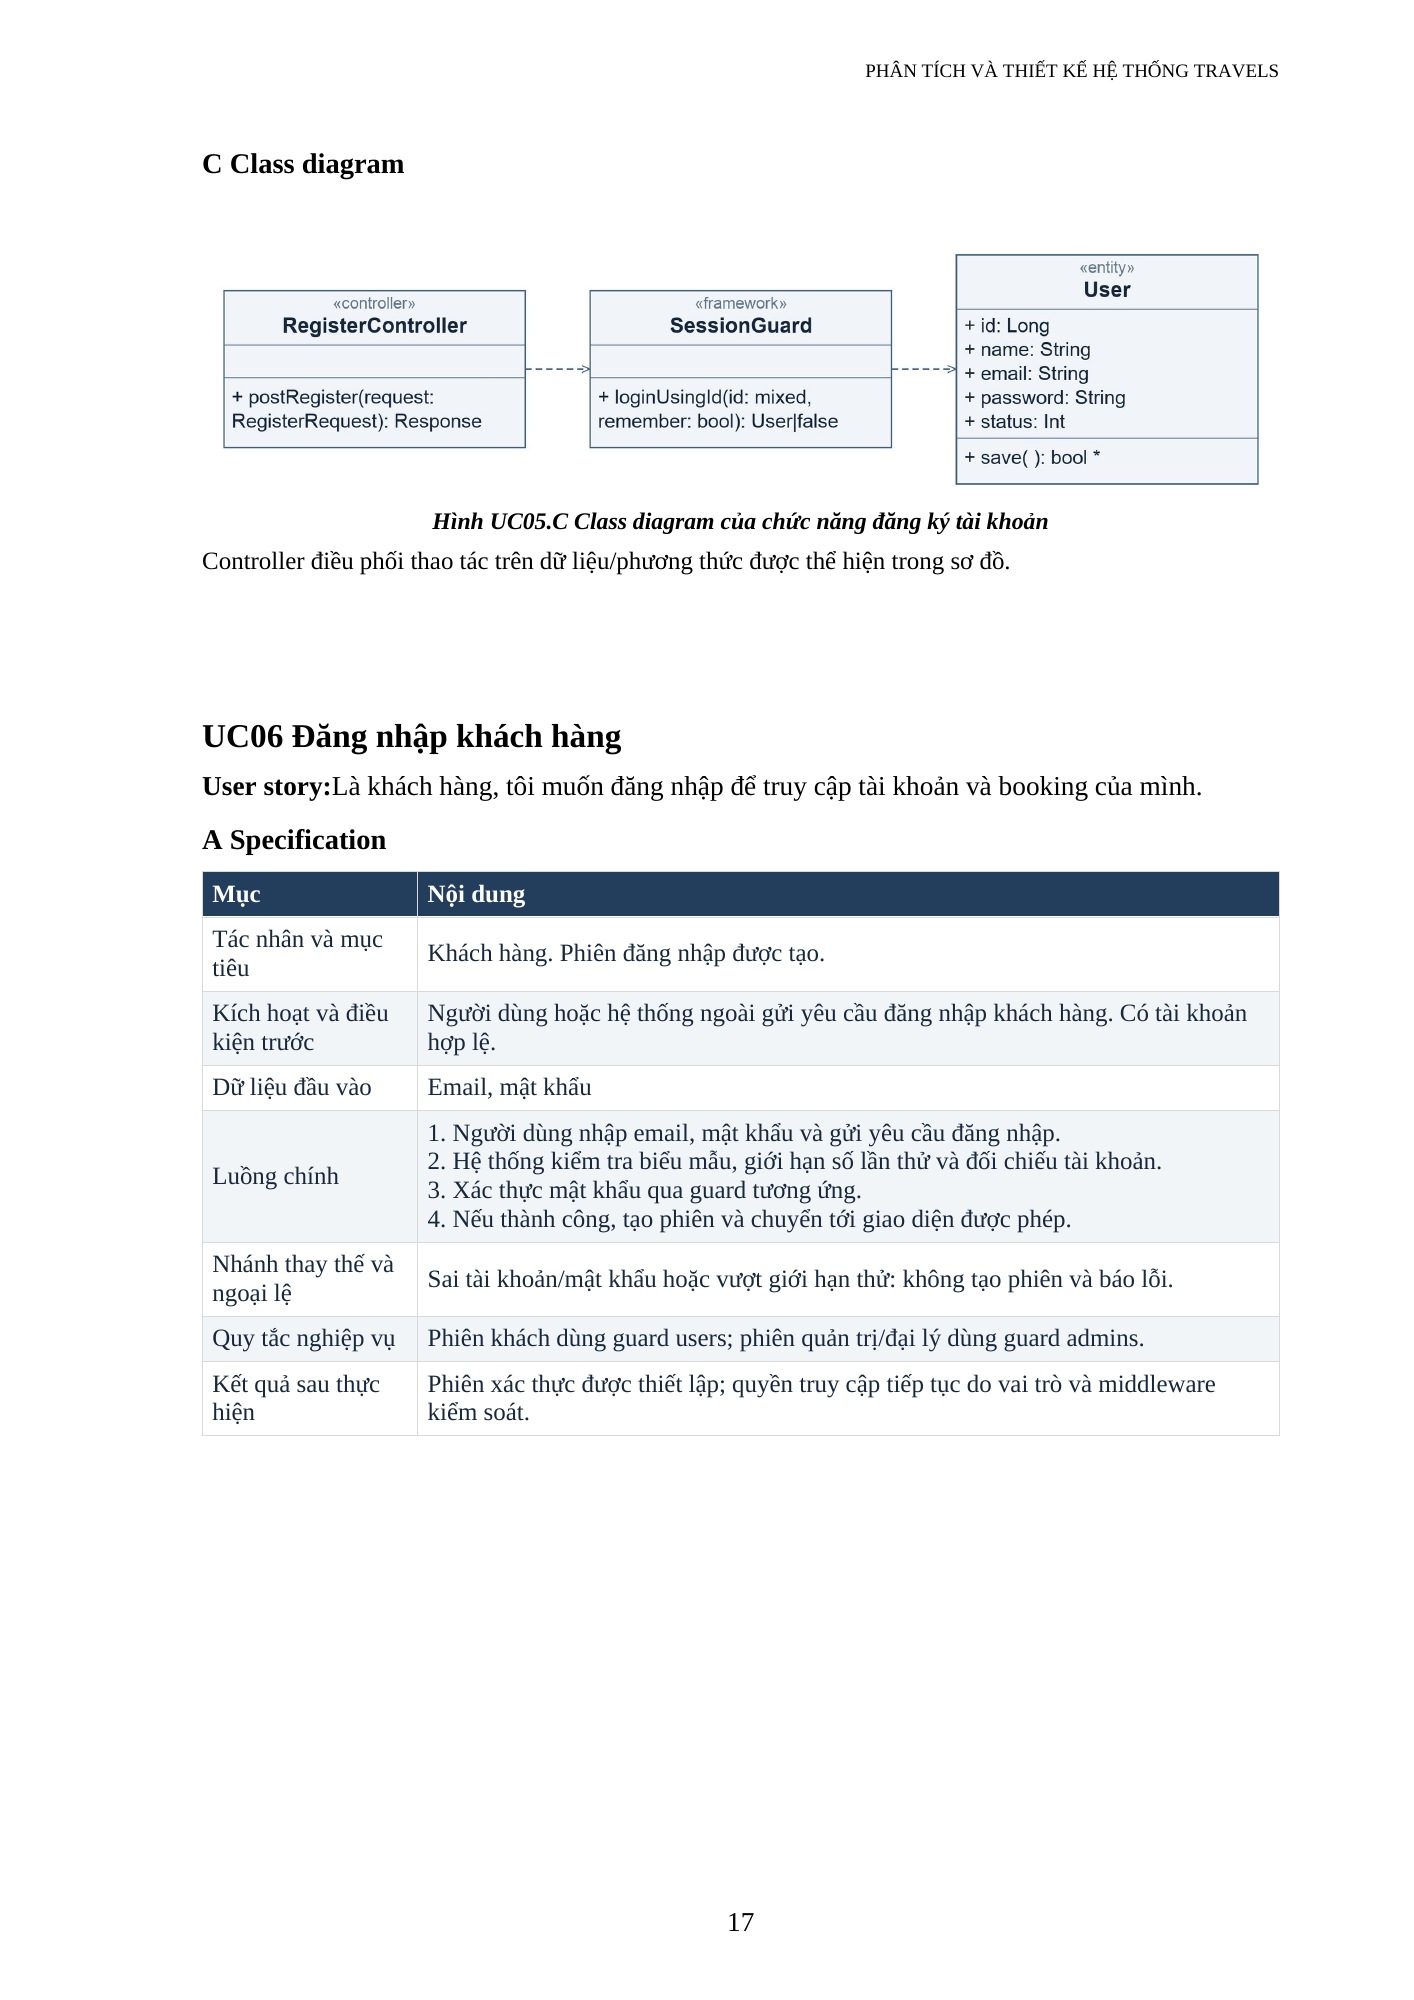 PHÂN TÍCH VÀ THIẾT KẾ HỆ THỐNG TRAVELS
C Class diagram
«controller»
RegisterController
+ postRegister(request:
RegisterRequest): Response
«framework»
SessionGuard
+ loginUsingId(id: mixed,
remember: bool): User|false
«entity»
User
+ id: Long
+ name: String
+ email: String
+ password: String
+ status: Int
+ save( ): bool *
Hình UC05.C Class diagram của chức năng đăng ký tài khoản
Controller điều phối thao tác trên dữ liệu/phương thức được thể hiện trong sơ đồ.
UC06 Đăng nhập khách hàng
User story:Là khách hàng, tôi muốn đăng nhập để truy cập tài khoản và booking của mình.
A Specification
Mục
Nội dung
Tác nhân và mục
tiêu
Khách hàng. Phiên đăng nhập được tạo.
Kích hoạt và điều
kiện trước
Người dùng hoặc hệ thống ngoài gửi yêu cầu đăng nhập khách hàng. Có tài khoản
hợp lệ.
Dữ liệu đầu vào
Email, mật khẩu
Luồng chính
1. Người dùng nhập email, mật khẩu và gửi yêu cầu đăng nhập.
2. Hệ thống kiểm tra biểu mẫu, giới hạn số lần thử và đối chiếu tài khoản.
3. Xác thực mật khẩu qua guard tương ứng.
4. Nếu thành công, tạo phiên và chuyển tới giao diện được phép.
Nhánh thay thế và
ngoại lệ
Sai tài khoản/mật khẩu hoặc vượt giới hạn thử: không tạo phiên và báo lỗi.
Quy tắc nghiệp vụ
Phiên khách dùng guard users; phiên quản trị/đại lý dùng guard admins.
Kết quả sau thực
hiện
Phiên xác thực được thiết lập; quyền truy cập tiếp tục do vai trò và middleware
kiểm soát.
17